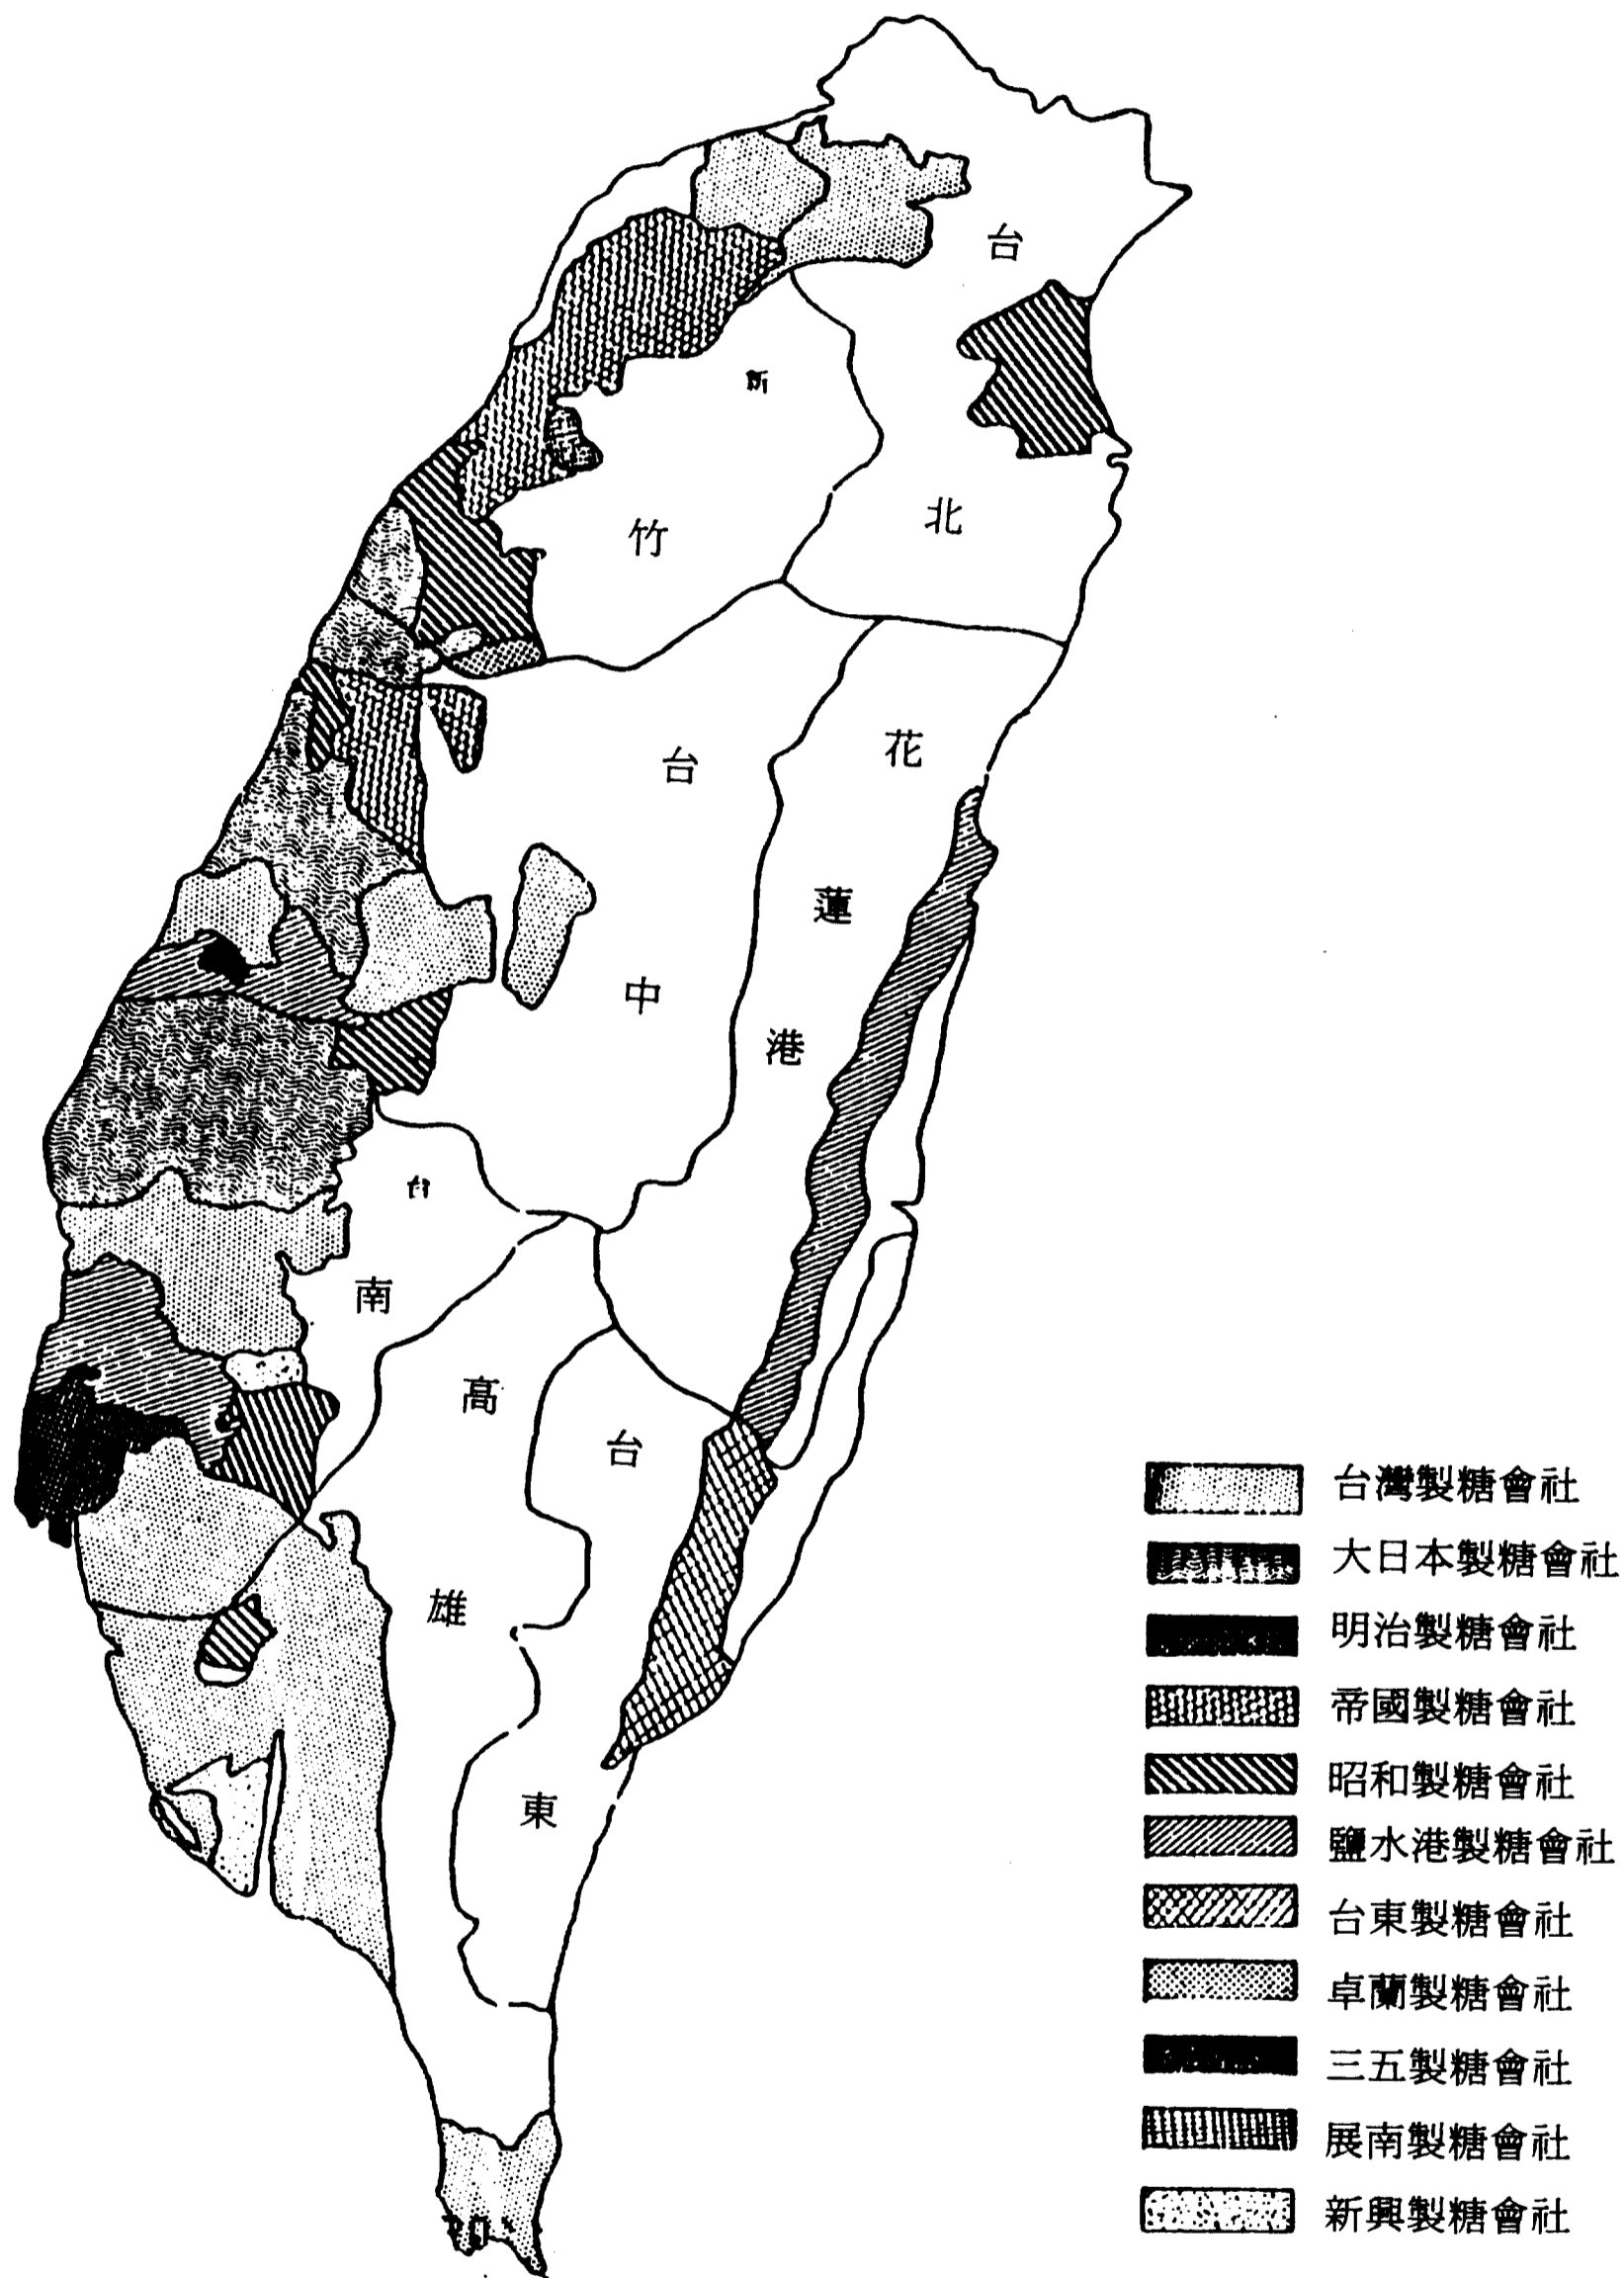 台
北
新
竹
台
中
花
蓮
港
台
南
高
雄
台
東
台灣製糖會社
大日本製糖會社
明治製糖會社
帝國製糖會社
昭和製糖會社
鹽水港製糖會社
台東製糖會社
卓蘭製糖會社
三五製糖會社
展南製糖會社
新興製糖會社